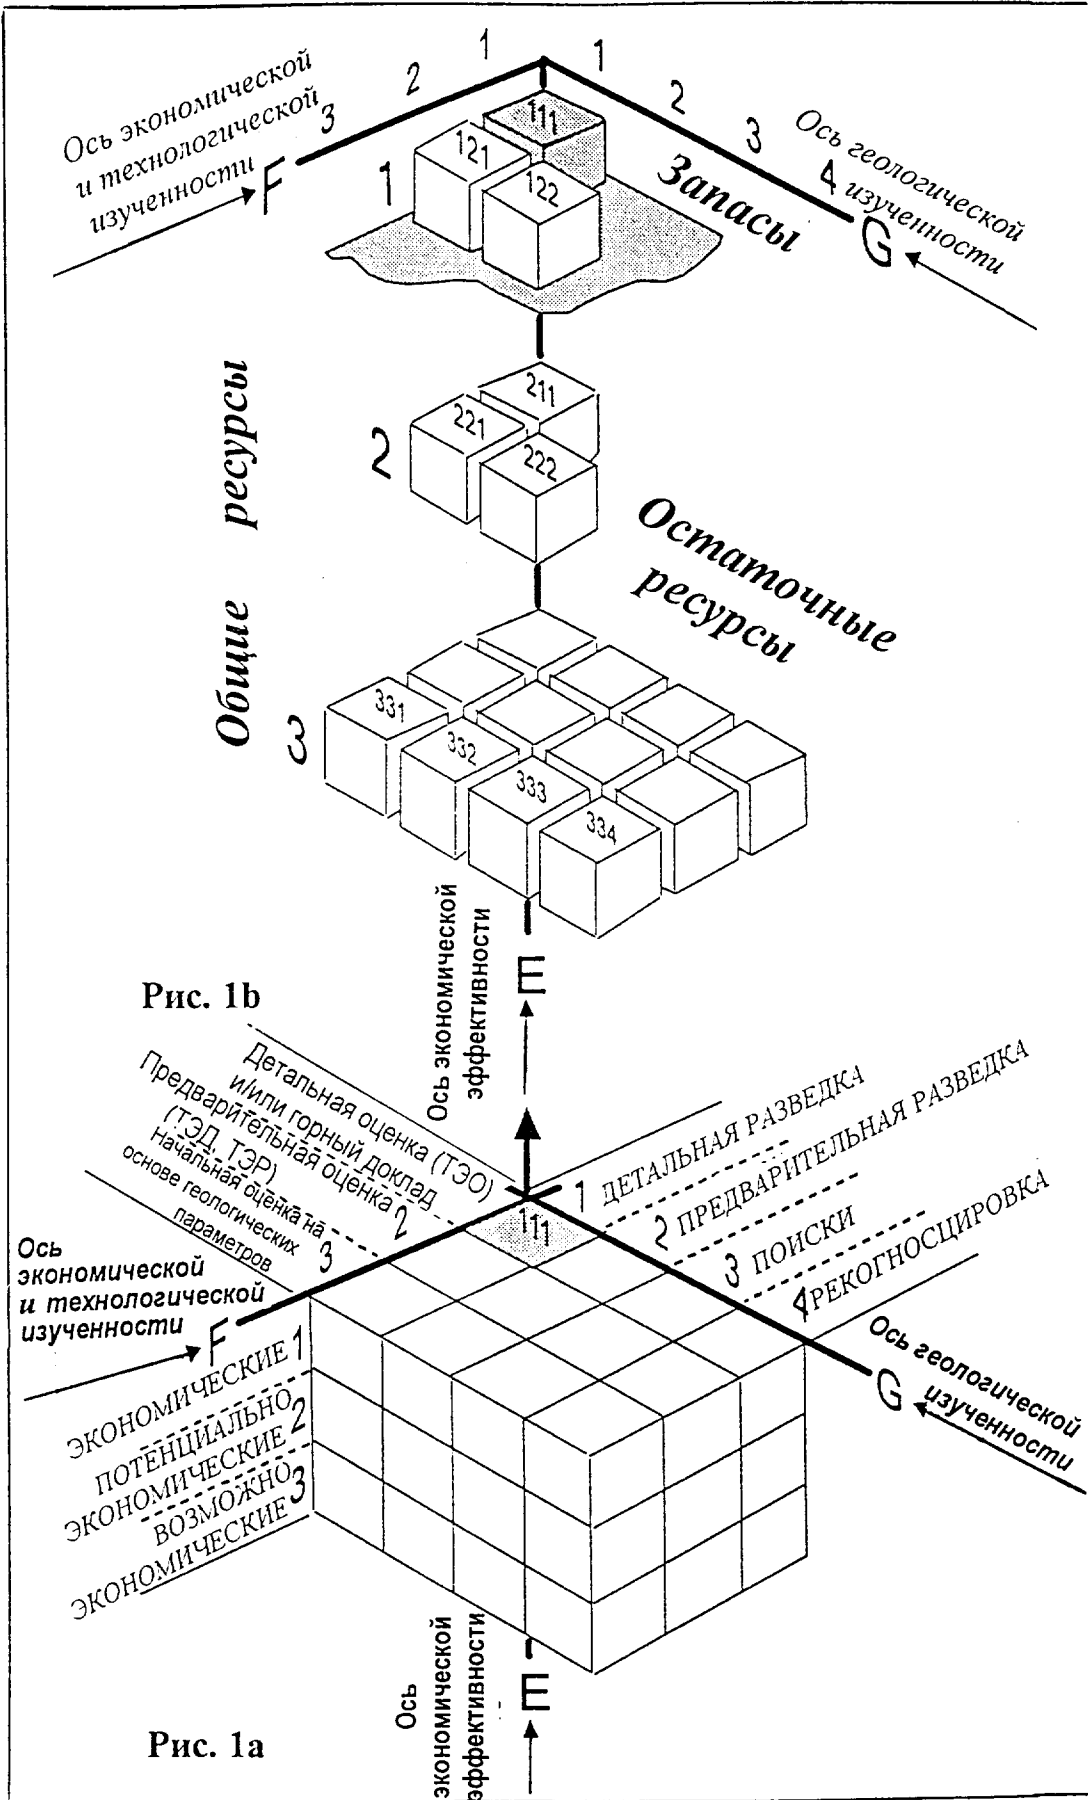 1
1
2
2
3
3
4
Ось экономической
и технологической
изученности
F
Ось геологической
изученности
G
111
121
122
1
Запасы
211
221
222
2
Общие ресурсы
Остаточные
ресурсы
331
332
333
334
3
Ось экономической
эффективности
E
Рис. 1b
Детальная оценка (ТЭО)
и/или горный доклад
Предварительная оценка
(ТЭД, ТЭР)
Начальная оценка на
основе геологических
параметров
2
3
111
1 ДЕТАЛЬНАЯ РАЗВЕДКА
2 ПРЕДВАРИТЕЛЬНАЯ РАЗВЕДКА
3 ПОИСКИ
4 РЕКОГНОСЦИРОВКА
Ось
экономической
и технологической
изученности
F
Ось геологической
изученности
G
ЭКОНОМИЧЕСКИЕ 1
ПОТЕНЦИАЛЬНО
ЭКОНОМИЧЕСКИЕ 2
ВОЗМОЖНО
ЭКОНОМИЧЕСКИЕ 3
Ось
экономической
эффективности
E
Рис. 1a